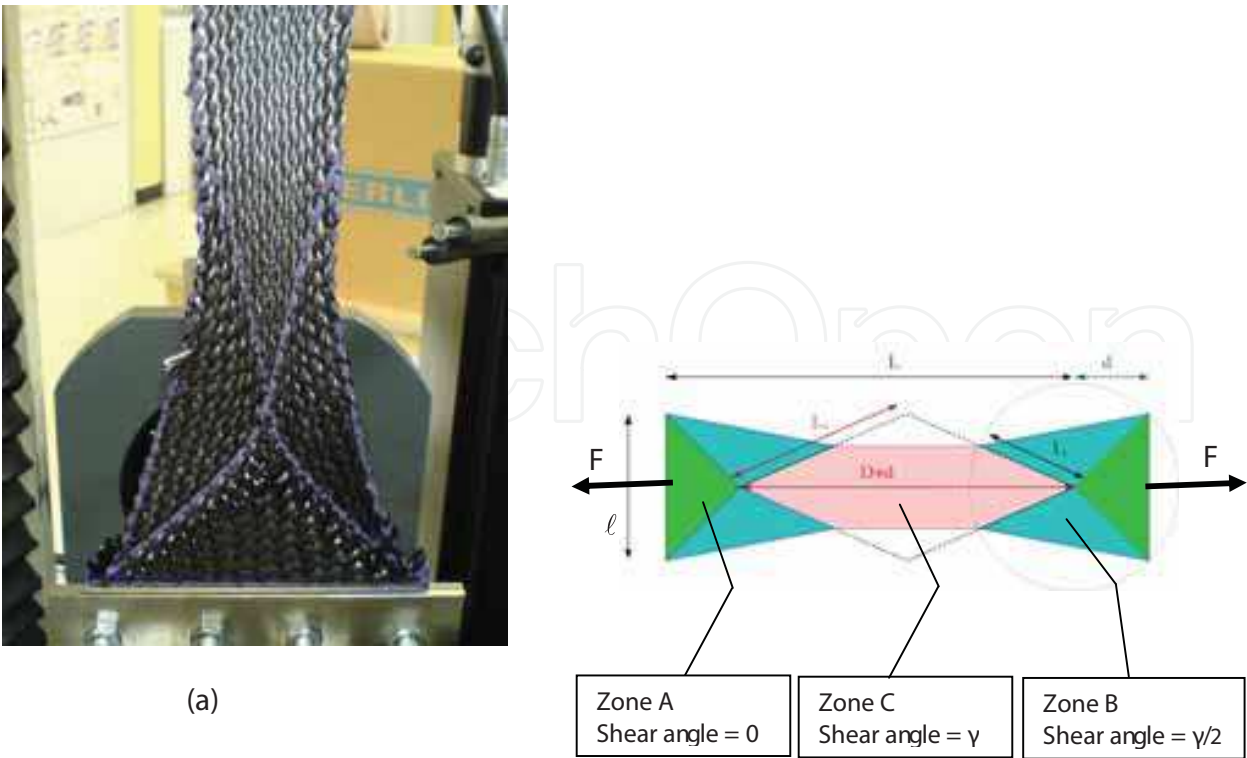 (a)
L
d
F
F
ℓ
D+d
Zone A
Shear angle = 0
Zone C
Shear angle = γ
Zone B
Shear angle = γ/2